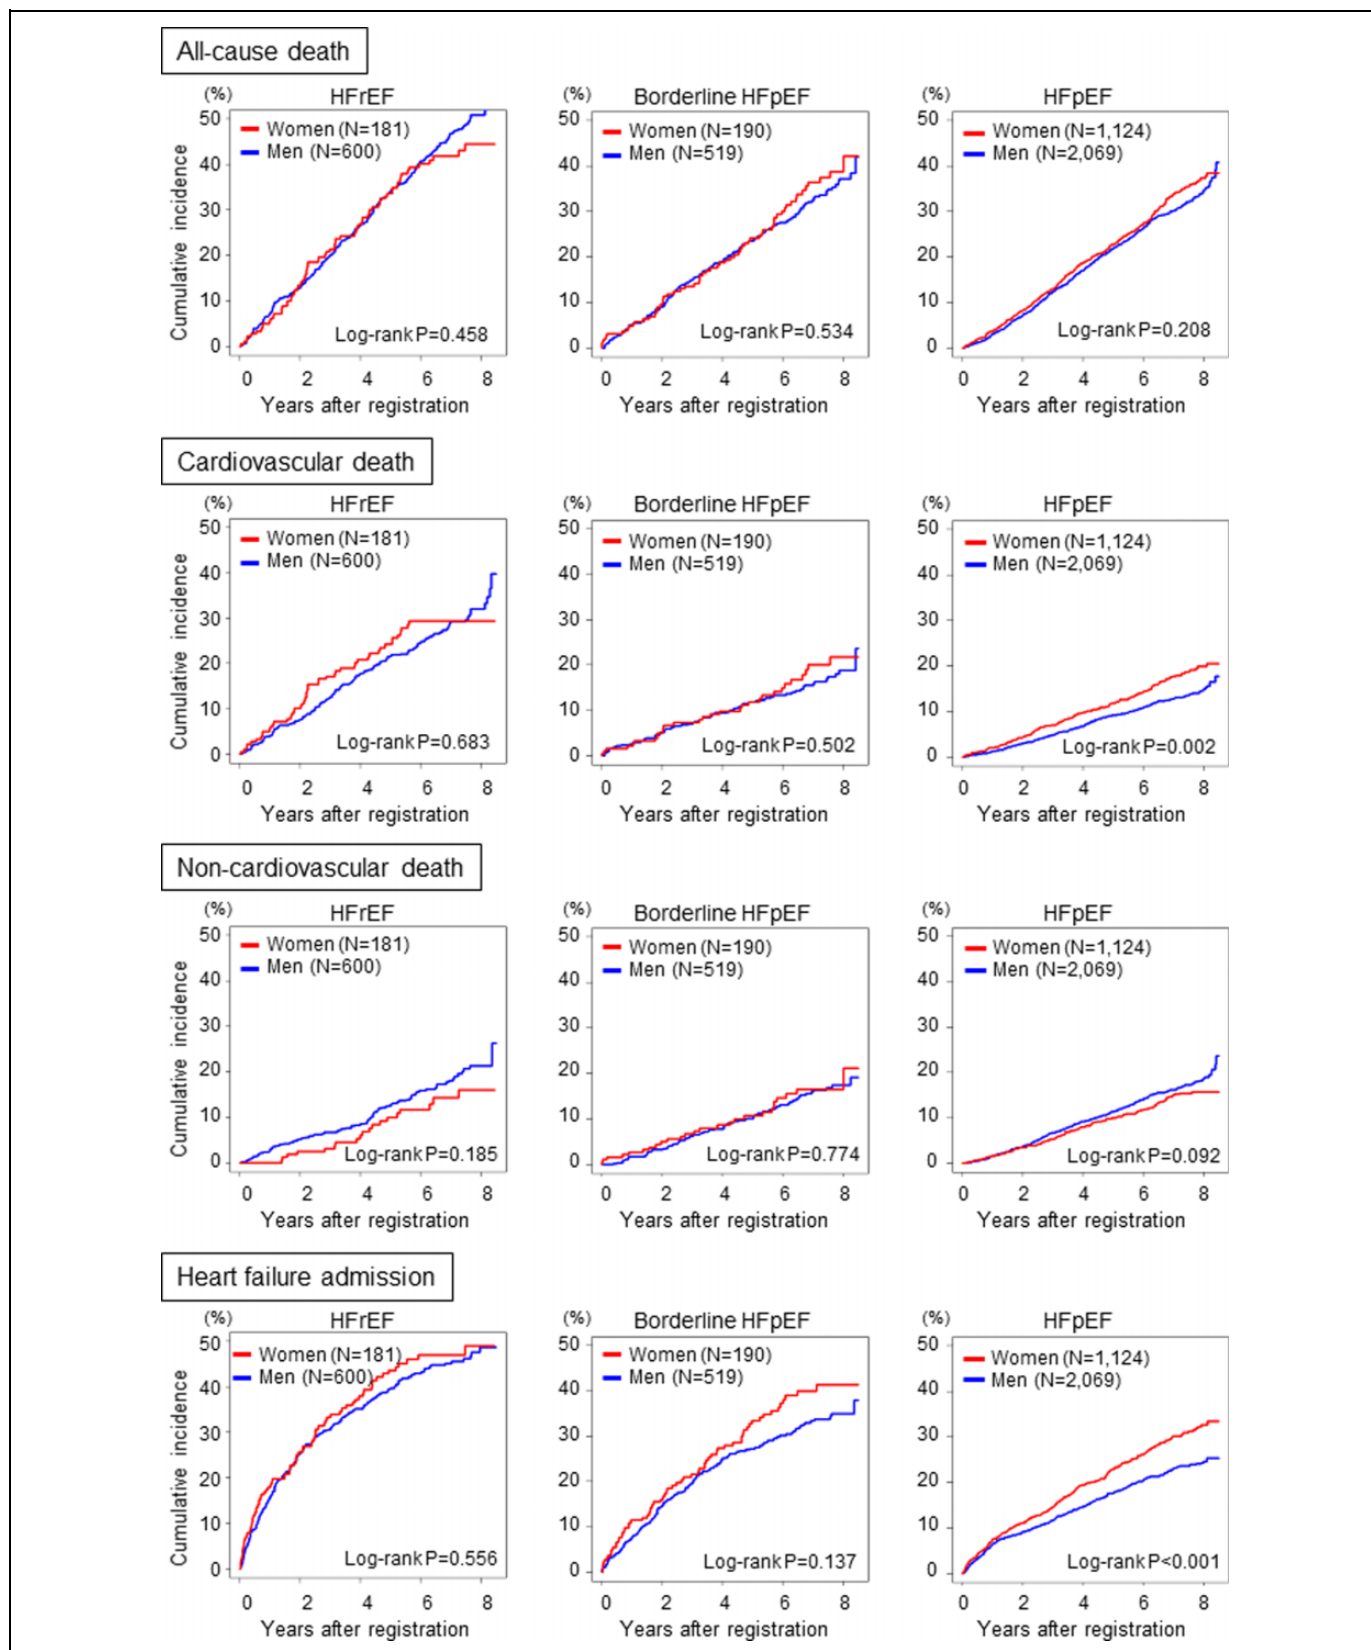 All-cause death
(%) HFrEF (%) Borderline HFpEF (%) HFpEF
50 Women (N=181) 50 Women (N=190) 50 Women (N=1,124)
Men (N=600) Men (N=519) Men (N=2,069)
40 40 40
30 30 30
20 20 20
10 10 10
Cumulative incidence
Log-rank P=0.458 Log-rank P=0.534 Log-rank P=0.208
0 0 0
0 2 4 6 8 0 2 4 6 8 0 2 4 6 8
Years after registration Years after registration Years after registration
Cardiovascular death
(%) HFrEF (%) Borderline HFpEF (%) HFpEF
50 Women (N=181) 50 Women (N=190) 50 Women (N=1,124)
Men (N=600) Men (N=519) Men (N=2,069)
40 40 40
30 30 30
20 20 20
10 10 10
Cumulative incidence
Log-rank P=0.683 Log-rank P=0.502 Log-rank P=0.002
0 0 0
0 2 4 6 8 0 2 4 6 8 0 2 4 6 8
Years after registration Years after registration Years after registration
Non-cardiovascular death
(%) HFrEF (%) Borderline HFpEF (%) HFpEF
50 Women (N=181) 50 Women (N=190) 50 Women (N=1,124)
Men (N=600) Men (N=519) Men (N=2,069)
40 40 40
30 30 30
20 20 20
10 10 10
Cumulative incidence
Log-rank P=0.185 Log-rank P=0.774 Log-rank P=0.092
0 0 0
0 2 4 6 8 0 2 4 6 8 0 2 4 6 8
Years after registration Years after registration Years after registration
Heart failure admission
(%) HFrEF (%) Borderline HFpEF (%) HFpEF
50 Women (N=181) 50 Women (N=190) 50 Women (N=1,124)
Men (N=600) Men (N=519) Men (N=2,069)
40 40 40
30 30 30
20 20 20
10 10 10
Cumulative incidence
Log-rank P=0.556 Log-rank P=0.137 Log-rank P<0.001
0 0 0
0 2 4 6 8 0 2 4 6 8 0 2 4 6 8
Years after registration Years after registration Years after registration